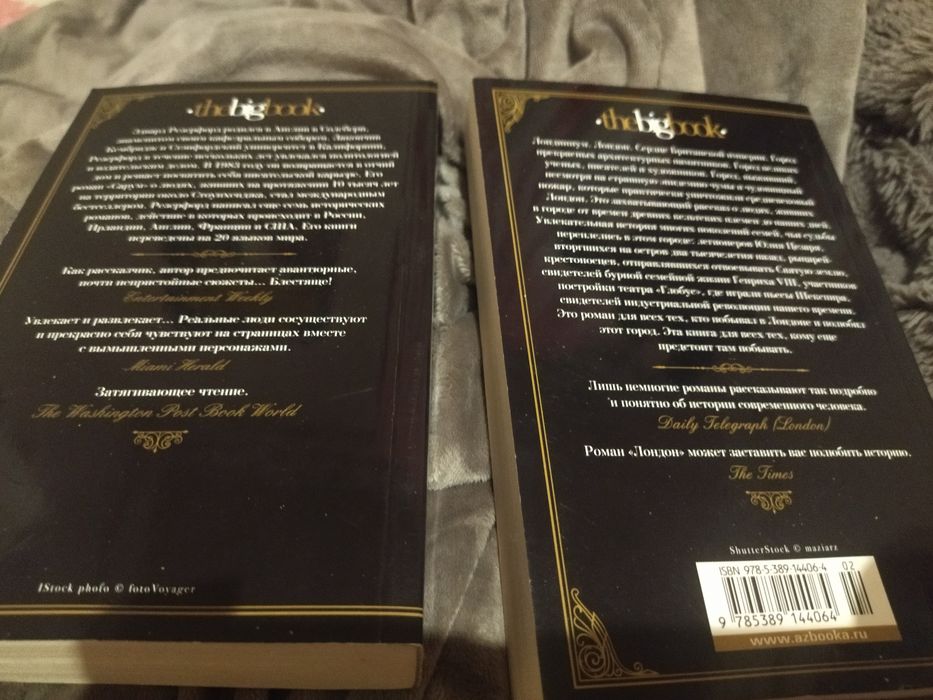 ·thebigbook·
Эдвард Резерфорд родился в Англии в Солсбери,
знаменитом своим кафедральным собором. Закончив
Кембридж и Стэнфордский университет в Калифорнии,
Резерфорд в течение нескольких лет увлекался политологией
и издательским делом. В 1983 году он возвращается в отчий
дом и решает посвятить себя писательской карьере. Его
роман «Сарум» о людях, живших на протяжении 10 тысяч лет
на территории около Стоунхенджа, стал международным
бестселлером. Резерфорд написал еще семь исторических
романов, действие в которых происходит в России,
Ирландии, Англии, Франции и США. Его книги
переведены на 20 языков мира.
Как рассказчик, автор предпочитает авантюрные,
почти непристойные сюжеты... Блестяще!
Entertainment Weekly
Увлекает и развлекает... Реальные люди сосуществуют
и прекрасно себя чувствуют на страницах вместе
с вымышленными персонажами.
Miami Herald
Затягивающее чтение.
The Washington Post Book World
IStock photo © fotoVoyager
·thebigbook·
Лондиниум. Лондон. Сердце Британской империи. Город
прекрасных архитектурных памятников. Город великих
ученых, писателей и художников. Город, выстоявший
несмотря на страшную эпидемию чумы и чудовищный
пожар, которые практически уничтожили средневековый
Лондон. Это захватывающий рассказ о людях, живших
в городе от времен древних кельтских племен до наших дней.
Увлекательная история многих поколений семей, чьи судьбы
переплелись в этом городе: легионеров Юлия Цезаря,
вторгшихся на остров два тысячелетия назад, рыцарей-
крестоносцев, отправлявшихся отвоевывать Святую землю,
свидетелей бурной семейной жизни Генриха VIII, участников
постройки театра «Глобус», где играли пьесы Шекспира,
свидетелей индустриальной революции нашего времени.
Это роман для всех тех, кто побывал в Лондоне и полюбил
этот город. Эта книга для всех тех, кому еще
предстоит там побывать.
Лишь немногие романы рассказывают так подробно
и понятно об истории современного человека.
Daily Telegraph (London)
Роман «Лондон» может заставить вас полюбить историю.
The Times
ShutterStock © maziarz
ISBN 978-5-389-14406-4 02
9 785389 144064
www.azbooka.ru